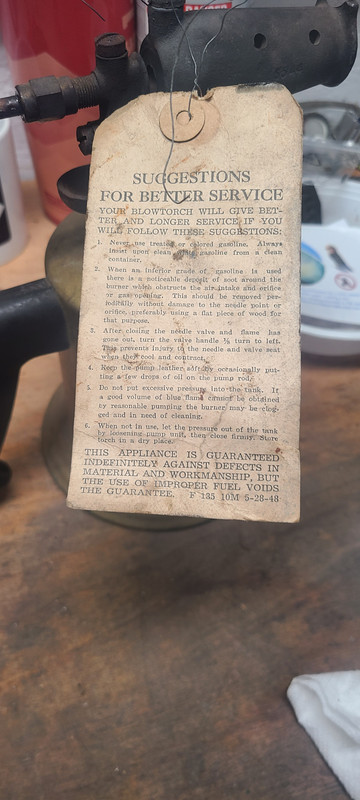 DANGER
SUGGESTIONS
FOR BETTER SERVICE
YOUR BLOWTORCH WILL GIVE BET-
TER AND LONGER SERVICE IF YOU
WILL FOLLOW THESE SUGGESTIONS:
1. Never use treated or colored gasoline. Always
insist upon clean gasoline from a clean
container.
2. When an inferior grade of gasoline is used
there is a noticeable deposit of soot around the
burner which obstructs the air intake and orifice
or gas opening. This should be removed per-
iodically without damage to the needle point or
orifice, preferably using a flat piece of wood for
that purpose.
3. After closing the needle valve and flame has
gone out, turn the valve handle ⅛ turn to left.
This prevents injury to the needle and valve seat
when they cool and contract.
4. Keep the pump leather soft by occasionally put-
ting a few drops of oil on the pump rod.
5. Do not put excessive pressure into the tank. If
a good volume of blue flame cannot be obtained
by reasonable pumping the burner may be clog-
ged and in need of cleaning.
6. When not in use, let the pressure out of the tank
by loosening pump unit, then close firmly. Store
torch in a dry place.
THIS APPLIANCE IS GUARANTEED
INDEFINITELY AGAINST DEFECTS IN
MATERIAL AND WORKMANSHIP, BUT
THE USE OF IMPROPER FUEL VOIDS
THE GUARANTEE. F 135 10M 5-28-48